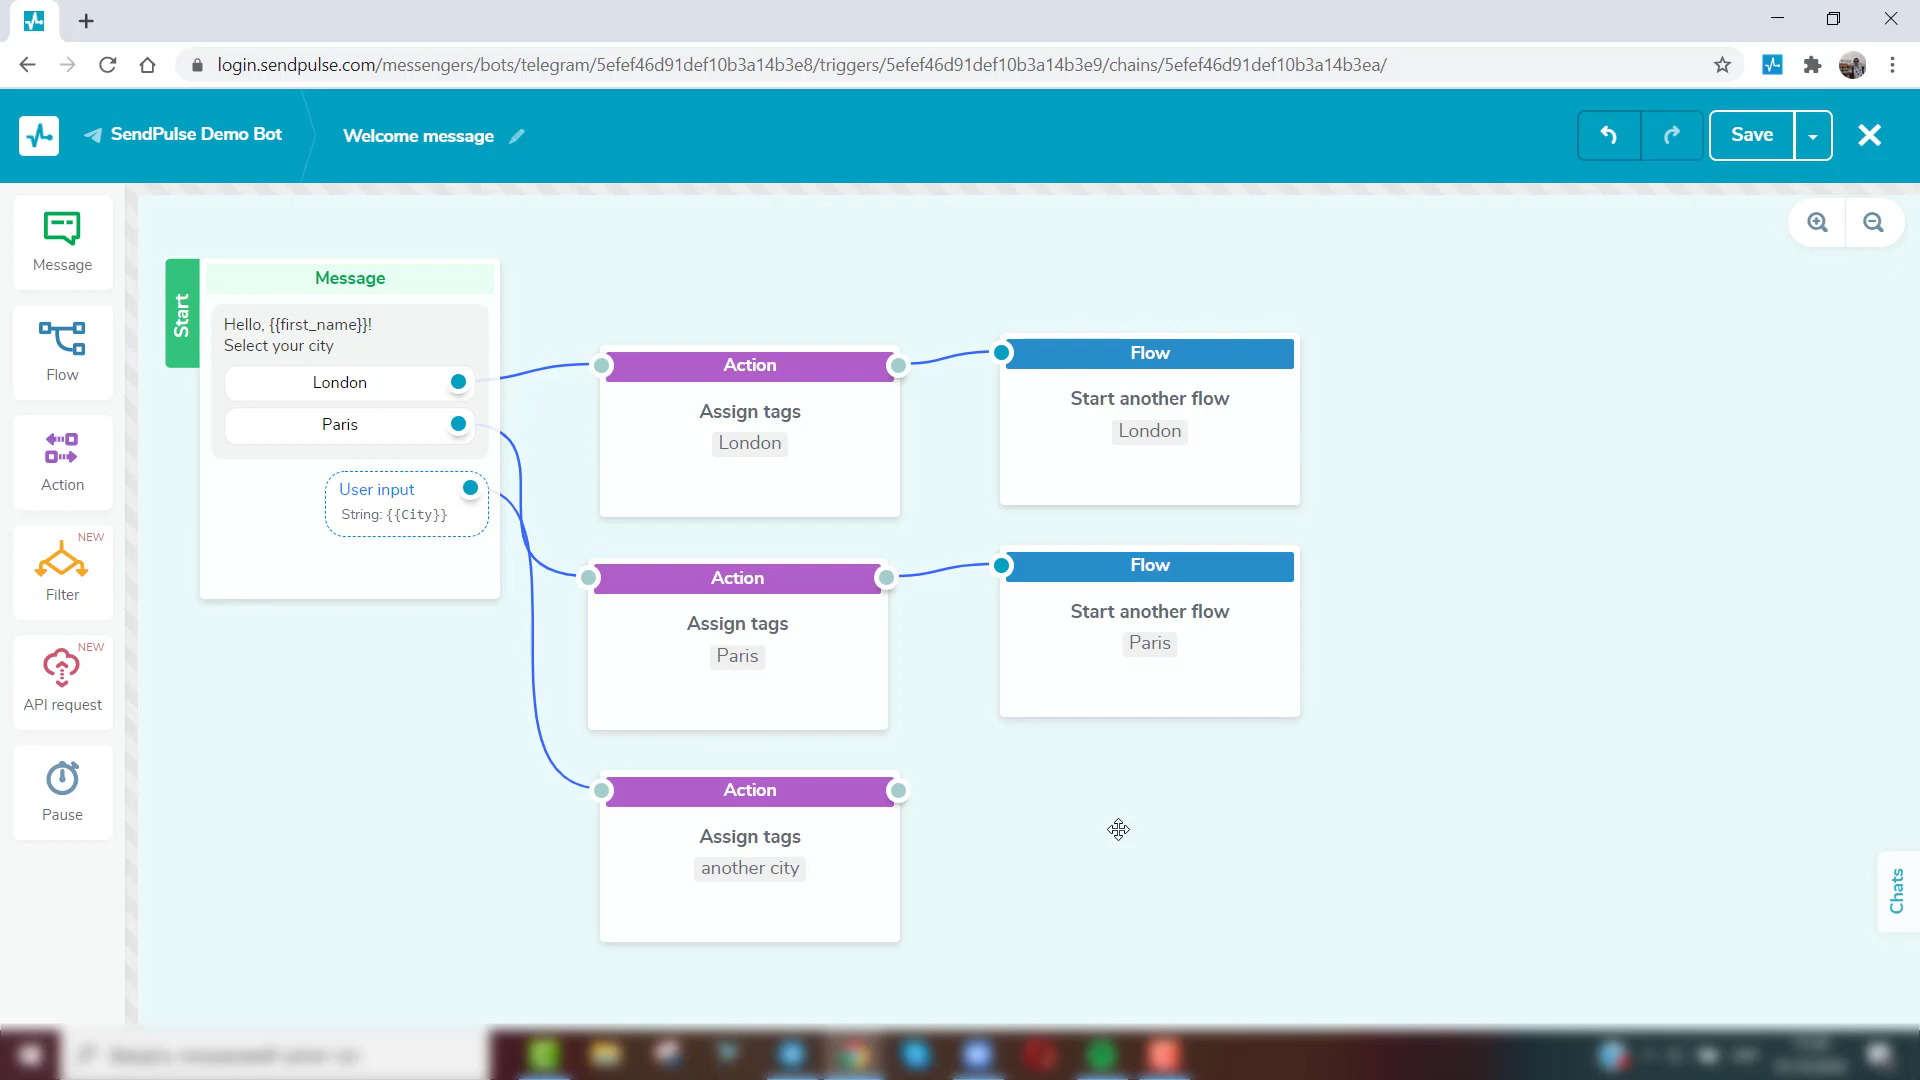 login.sendpulse.com/messengers/bots/telegram/5efef46d91def10b3a14b3e8/triggers/5efef46d91def10b3a14b3e9/chains/5efef46d91def10b3a14b3ea/
SendPulse Demo Bot
Welcome message
Save
Message
Flow
Action
NEW
Filter
NEW
API request
Pause
Start
Message
Hello, {{first_name}}!
Select your city
London
Paris
User input
String: {{City}}
Action
Assign tags
London
Flow
Start another flow
London
Action
Assign tags
Paris
Flow
Start another flow
Paris
Action
Assign tags
another city
Chats